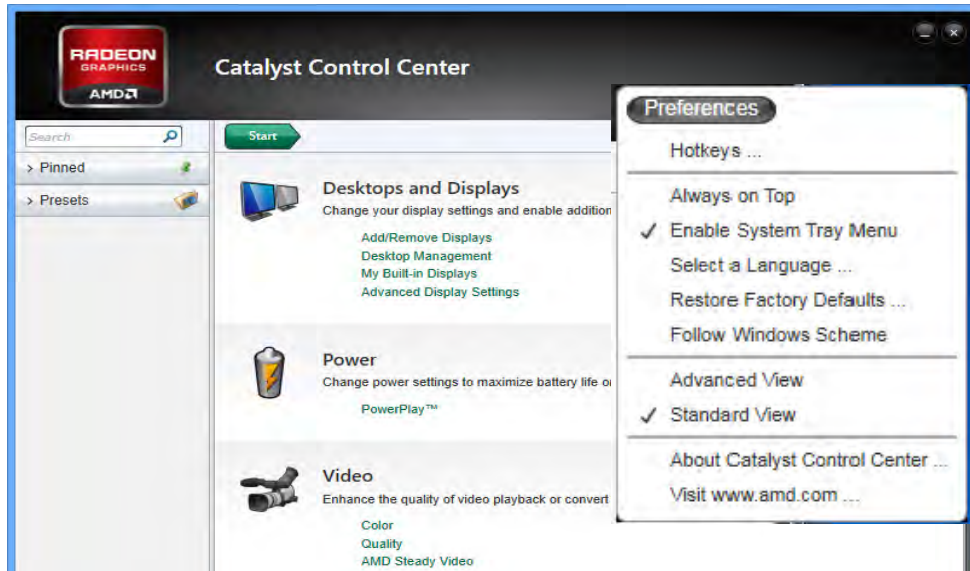 RADEON
GRAPHICS
AMD
Catalyst Control Center
Search
> Pinned
> Presets
Start
Desktops and Displays
Change your display settings and enable addition
Add/Remove Displays
Desktop Management
My Built-in Displays
Advanced Display Settings
Power
Change power settings to maximize battery life o
PowerPlay™
Video
Enhance the quality of video playback or convert
Color
Quality
AMD Steady Video
Preferences
Hotkeys ...
Always on Top
✓ Enable System Tray Menu
Select a Language ...
Restore Factory Defaults ...
Follow Windows Scheme
Advanced View
✓ Standard View
About Catalyst Control Center ...
Visit www.amd.com ...